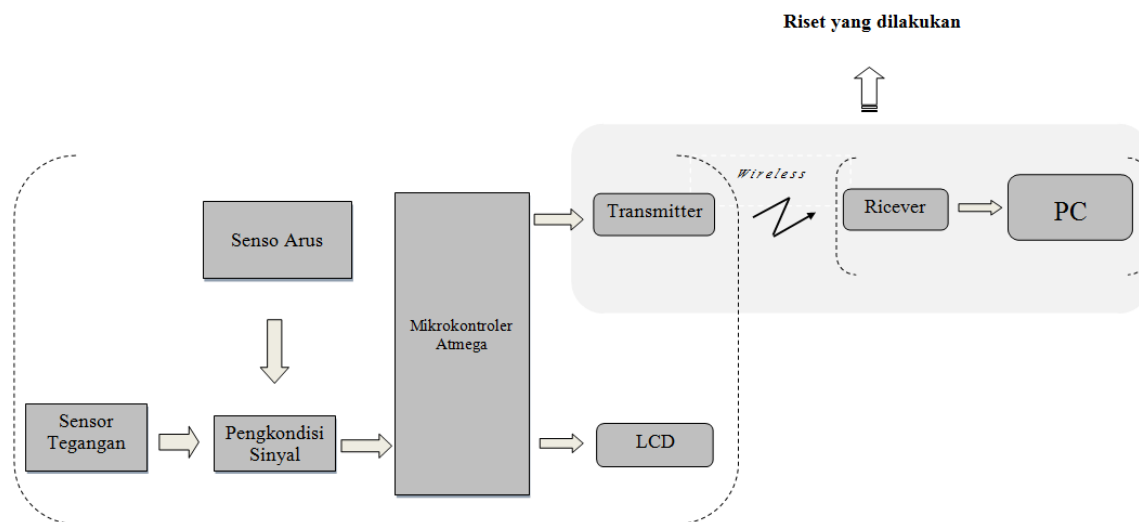 Riset yang dilakukan
Wireless
Transmitter
Ricever
PC
Senso Arus
Mikrokontroler
Atmega
Sensor
Tegangan
Pengkondisi
Sinyal
LCD